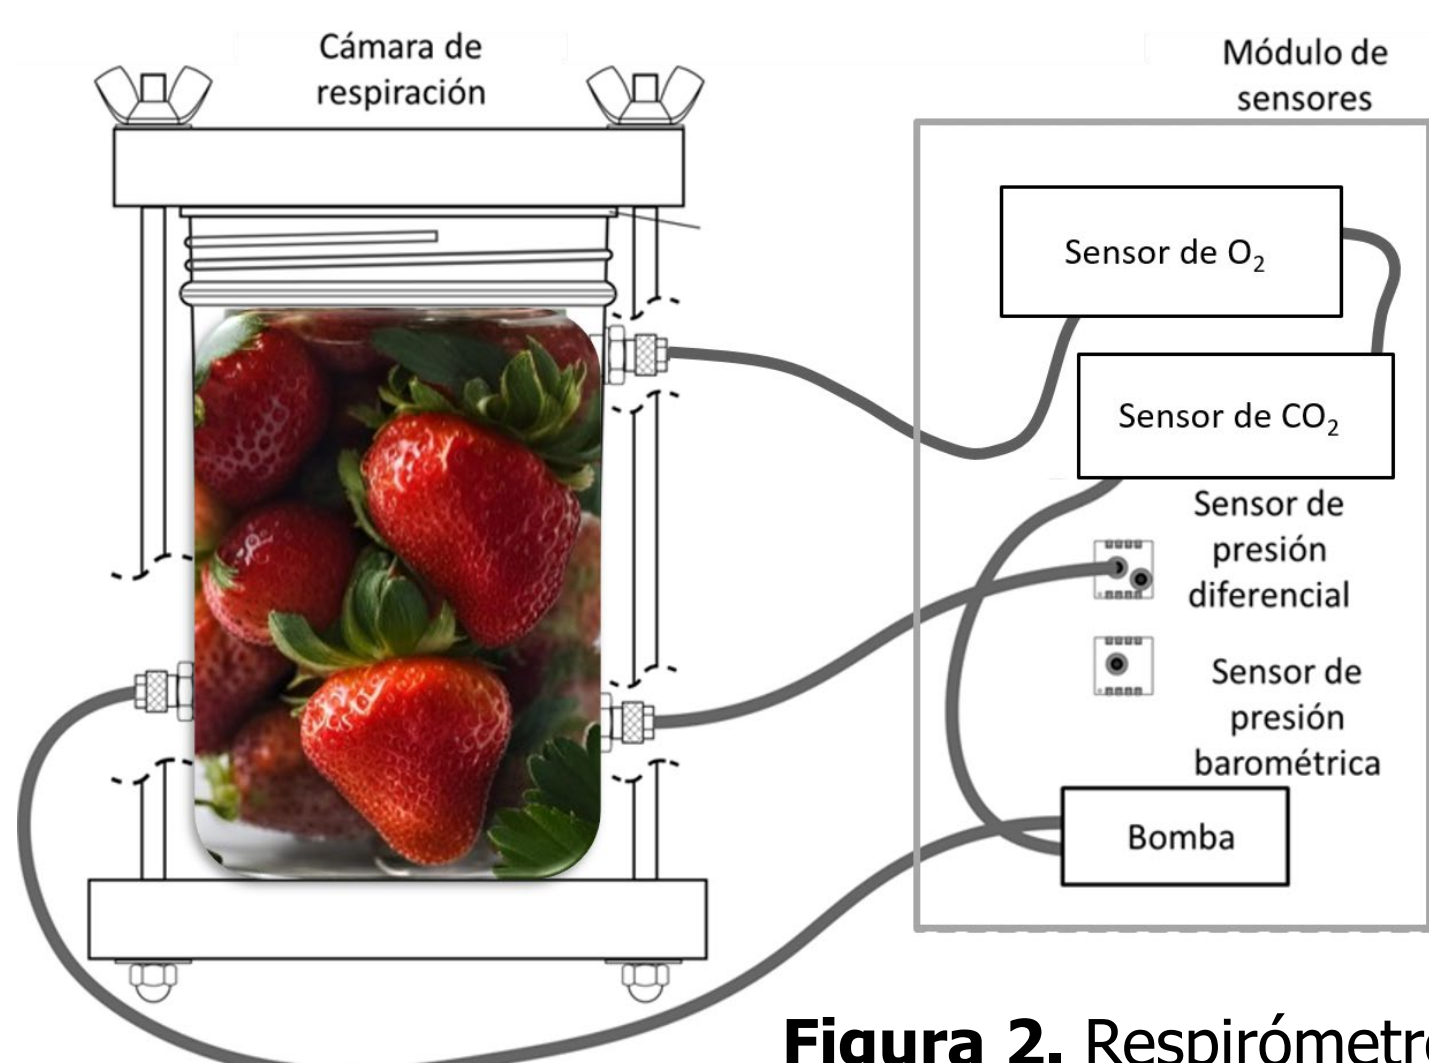 Cámara de
respiración
Módulo de
sensores
Sensor de O₂
Sensor de CO₂
Sensor de
presión
diferencial
Sensor de
presión
barométrica
Bomba
Figura 2. Respirómetro